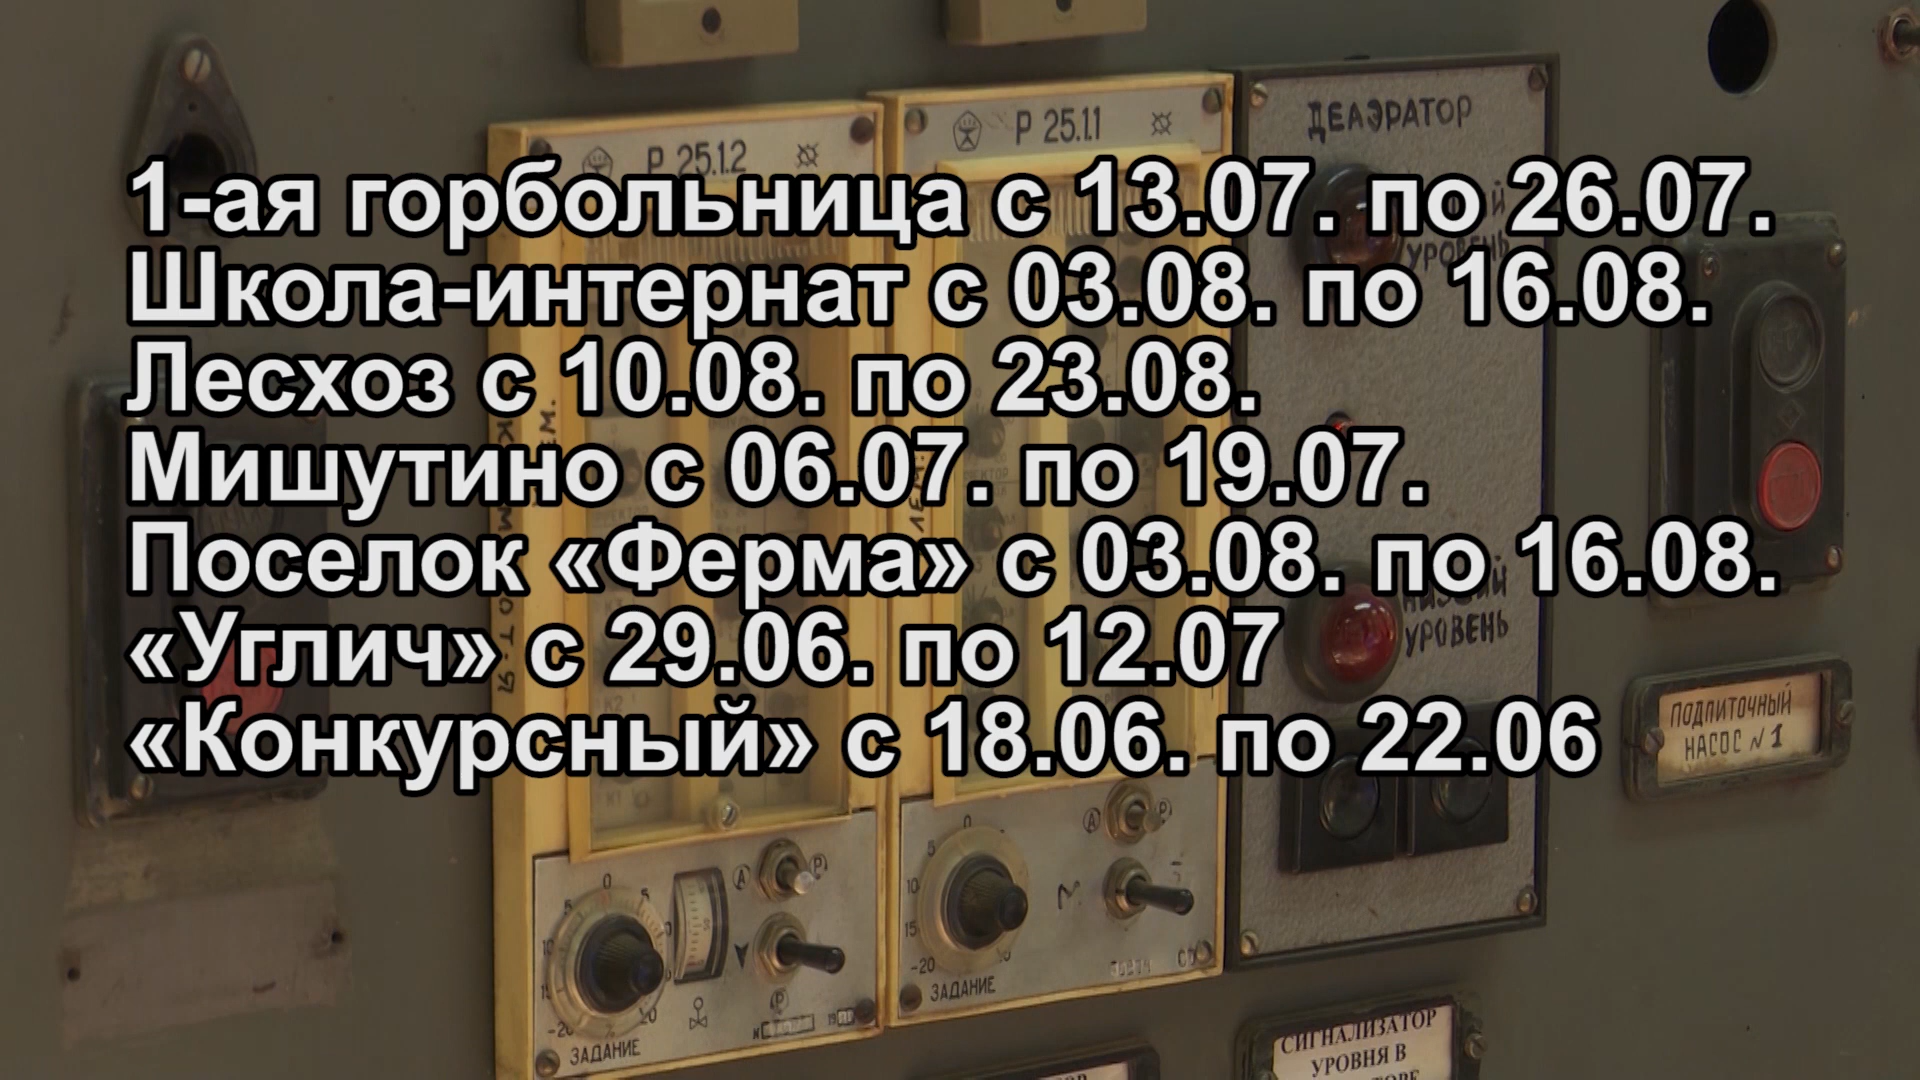 ДЕАЭРАТОР
Р 25.1.1
Р 25.1.2
1-ая горбольница с 13.07. по 26.07.
Школа-интернат с 03.08. по 16.08.
Лесхоз с 10.08. по 23.08.
Мишутино с 06.07. по 19.07.
Поселок «Ферма» с 03.08. по 16.08.
«Углич» с 29.06. по 12.07
«Конкурсный» с 18.06. по 22.06
УРОВЕНЬ
УРОВЕНЬ
ПОДПИТОЧНЫЙ
НАСОС №1
ЗАДАНИЕ
ЗАДАНИЕ
СИГНАЛИЗАТОР
УРОВНЯ В